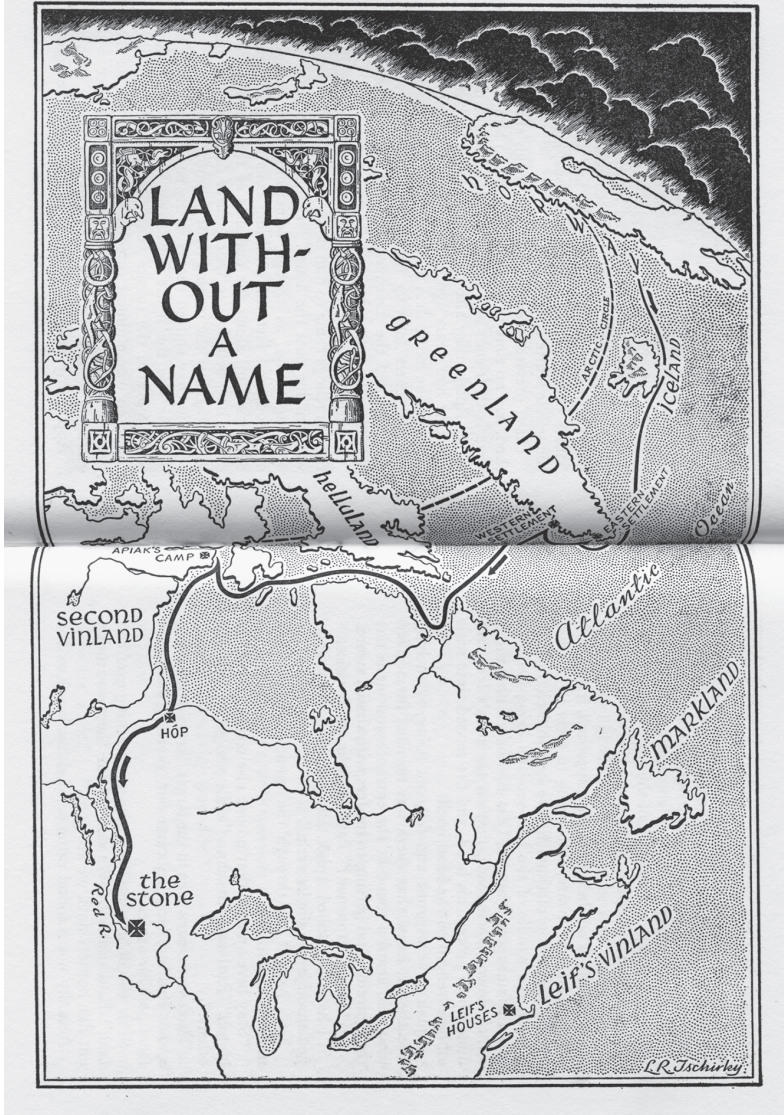 LAND
WITH-
OUT
A
NAME
NORWAY
greenland
ARCTIC CIRCLE
iceland
helluland
WESTERN
SETTLEMENT
EASTERN
SETTLEMENT
Atlantic
Ocean
APIAK'S
CAMP
second
vinland
markland
HÓP
the
stone
Red R.
Leif's vinland
LEIF'S
HOUSES
L.R Tschirley.